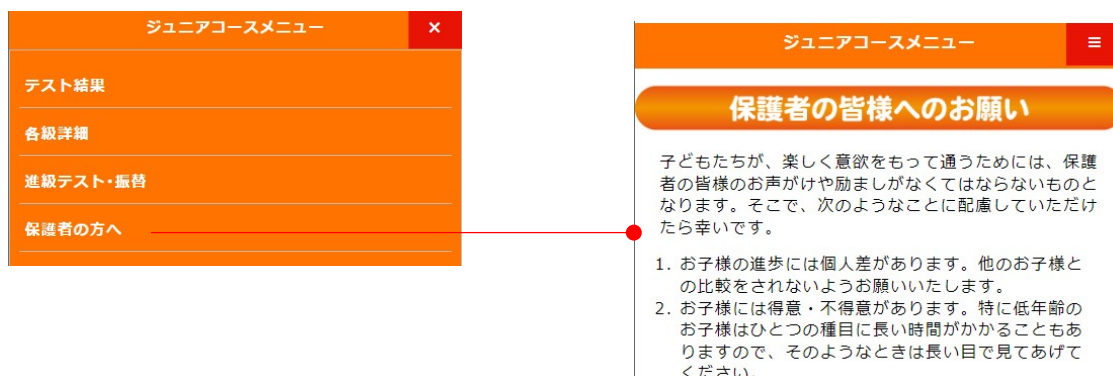 ジュニアコースメニュー ×
テスト結果
各級詳細
進級テスト・振替
保護者の方へ
ジュニアコースメニュー ≡
保護者の皆様へのお願い
子どもたちが、楽しく意欲をもって通うためには、保護
者の皆様のお声がけや励ましがなくてはならないものと
なります。そこで、次のようなことに配慮していただけ
たら幸いです。
1. お子様の進歩には個人差があります。他のお子様と
の比較をされないようお願いいたします。
2. お子様には得意・不得意があります。特に低年齢の
お子様はひとつの種目に長い時間がかかることもあ
りますので、そのようなときは長い目で見てあげて
ください。